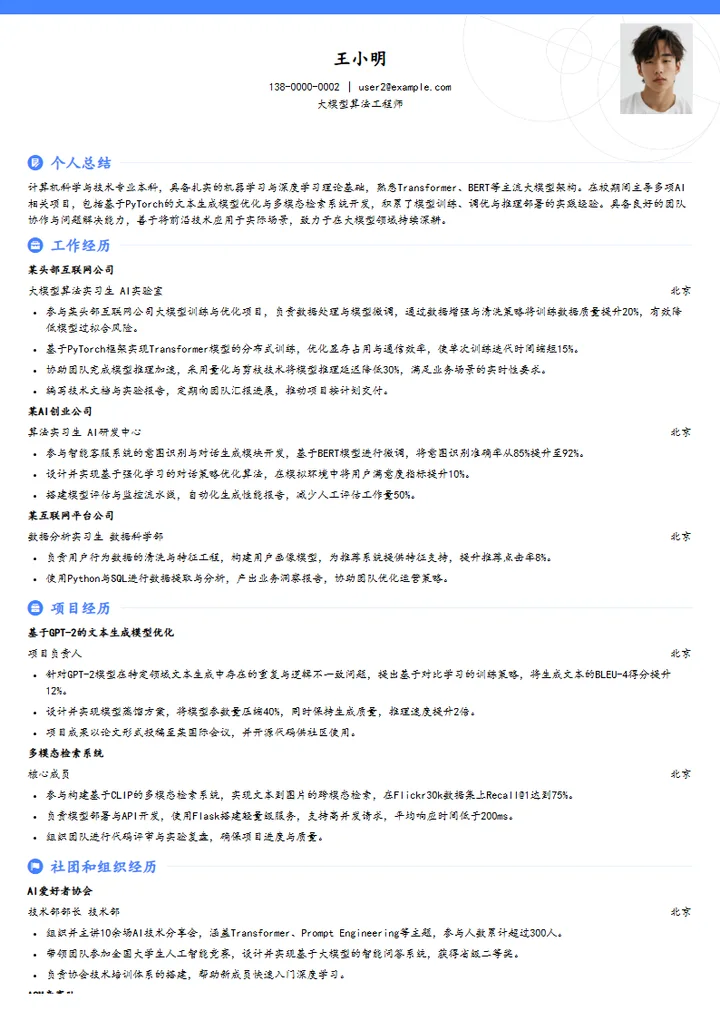 王小明
138-0000-0002 | user2@example.com
大模型算法工程师
个人总结
计算机科学与技术专业本科，具备扎实的机器学习与深度学习理论基础，熟悉Transformer、BERT等主流大模型架构。在校期间主导多项AI
相关项目，包括基于PyTorch的文本生成模型优化与多模态检索系统开发，积累了模型训练、调优与推理部署的实践经验。具备良好的团队
协作与问题解决能力，善于将前沿技术应用于实际场景，致力于在大模型领域持续深耕。
工作经历
某头部互联网公司
大模型算法实习生 AI实验室 北京
• 参与某头部互联网公司大模型训练与优化项目，负责数据处理与模型微调，通过数据增强与清洗策略将训练数据质量提升20%，有效降
低模型过拟合风险。
• 基于PyTorch框架实现Transformer模型的分布式训练，优化显存占用与通信效率，使单次训练迭代时间缩短15%。
• 协助团队完成模型推理加速，采用量化与剪枝技术将模型推理延迟降低30%，满足业务场景的实时性要求。
• 编写技术文档与实验报告，定期向团队汇报进展，推动项目按计划交付。
某AI创业公司
算法实习生 AI研发中心 北京
• 参与智能客服系统的意图识别与对话生成模块开发，基于BERT模型进行微调，将意图识别准确率从85%提升至92%。
• 设计并实现基于强化学习的对话策略优化算法，在模拟环境中将用户满意度指标提升10%。
• 搭建模型评估与监控流水线，自动化生成性能报告，减少人工评估工作量50%。
某互联网平台公司
数据分析实习生 数据科学部 北京
• 负责用户行为数据的清洗与特征工程，构建用户画像模型，为推荐系统提供特征支持，提升推荐点击率8%。
• 使用Python与SQL进行数据提取与分析，产出业务洞察报告，协助团队优化运营策略。
项目经历
基于GPT-2的文本生成模型优化
项目负责人 北京
• 针对GPT-2模型在特定领域文本生成中存在的重复与逻辑不一致问题，提出基于对比学习的训练策略，将生成文本的BLEU-4得分提升
12%。
• 设计并实现模型蒸馏方案，将模型参数量压缩40%，同时保持生成质量，推理速度提升2倍。
• 项目成果以论文形式投稿至某国际会议，并开源代码供社区使用。
多模态检索系统
核心成员 北京
• 参与构建基于CLIP的多模态检索系统，实现文本到图片的跨模态检索，在Flickr30k数据集上Recall@1达到75%。
• 负责模型部署与API开发，使用Flask搭建轻量级服务，支持高并发请求，平均响应时间低于200ms。
• 组织团队进行代码评审与实验复盘，确保项目进度与质量。
社团和组织经历
AI爱好者协会
技术部部长 技术部 北京
• 组织并主讲10余场AI技术分享会，涵盖Transformer、Prompt Engineering等主题，参与人数累计超过300人。
• 带领团队参加全国大学生人工智能竞赛，设计并实现基于大模型的智能问答系统，获得省级二等奖。
• 负责协会技术培训体系的搭建，帮助新成员快速入门深度学习。